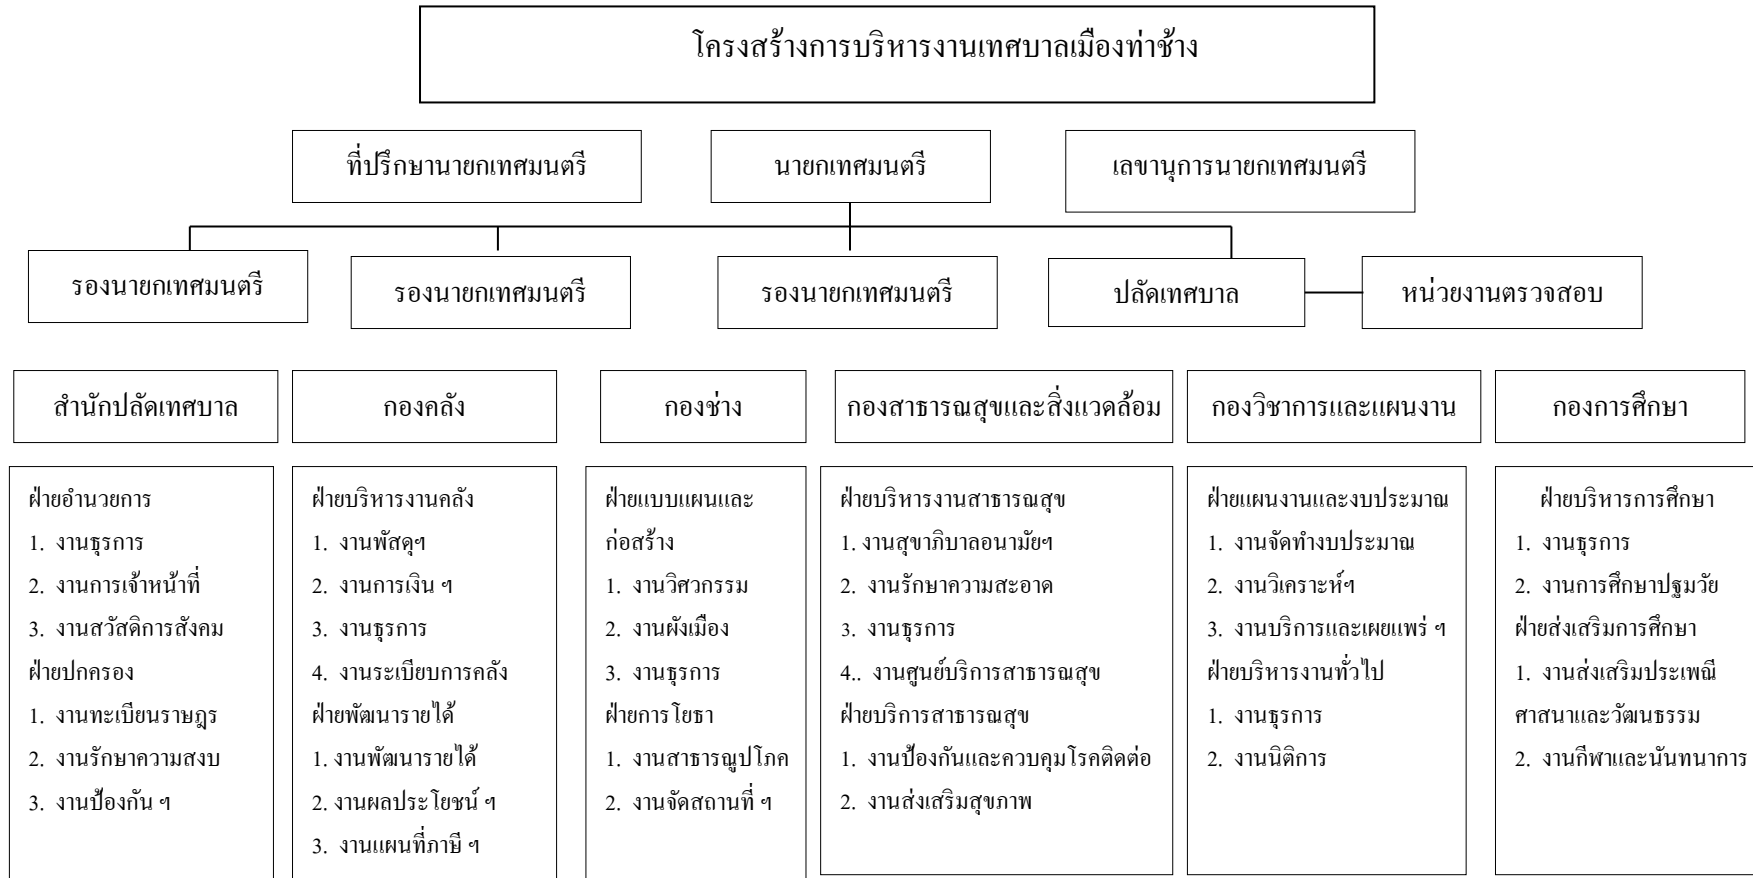 โครงสร้างการบริหารงานเทศบาลเมืองท่าช้าง
ที่ปรึกษานายกเทศมนตรี
นายกเทศมนตรี
เลขานุการนายกเทศมนตรี
รองนายกเทศมนตรี
รองนายกเทศมนตรี
รองนายกเทศมนตรี
ปลัดเทศบาล
หน่วยงานตรวจสอบ
สำนักปลัดเทศบาล
กองคลัง
กองช่าง
กองสาธารณสุขและสิ่งแวดล้อม
กองวิชาการและแผนงาน
กองการศึกษา
ฝ่ายอำนวยการ
1. งานธุรการ
2. งานการเจ้าหน้าที่
3. งานสวัสดิการสังคม
ฝ่ายปกครอง
1. งานทะเบียนราษฎร
2. งานรักษาความสงบ
3. งานป้องกัน ฯ
ฝ่ายบริหารงานคลัง
1. งานพัสดุฯ
2. งานการเงิน ฯ
3. งานธุรการ
4. งานระเบียบการคลัง
ฝ่ายพัฒนารายได้
1. งานพัฒนารายได้
2. งานผลประโยชน์ ฯ
3. งานแผนที่ภาษี ฯ
ฝ่ายแบบแผนและ
ก่อสร้าง
1. งานวิศวกรรม
2. งานผังเมือง
3. งานธุรการ
ฝ่ายการโยธา
1. งานสาธารณูปโภค
2. งานจัดสถานที่ ฯ
ฝ่ายบริหารงานสาธารณสุข
1. งานสุขาภิบาลอนามัยฯ
2. งานรักษาความสะอาด
3. งานธุรการ
4.. งานศูนย์บริการสาธารณสุข
ฝ่ายบริการสาธารณสุข
1. งานป้องกันและควบคุมโรคติดต่อ
2. งานส่งเสริมสุขภาพ
ฝ่ายแผนงานและงบประมาณ
1. งานจัดทำงบประมาณ
2. งานวิเคราะห์ฯ
3. งานบริการและเผยแพร่ ฯ
ฝ่ายบริหารงานทั่วไป
1. งานธุรการ
2. งานนิติการ
ฝ่ายบริหารการศึกษา
1. งานธุรการ
2. งานการศึกษาปฐมวัย
ฝ่ายส่งเสริมการศึกษา
1. งานส่งเสริมประเพณี
ศาสนาและวัฒนธรรม
2. งานกีฬาและนันทนาการ